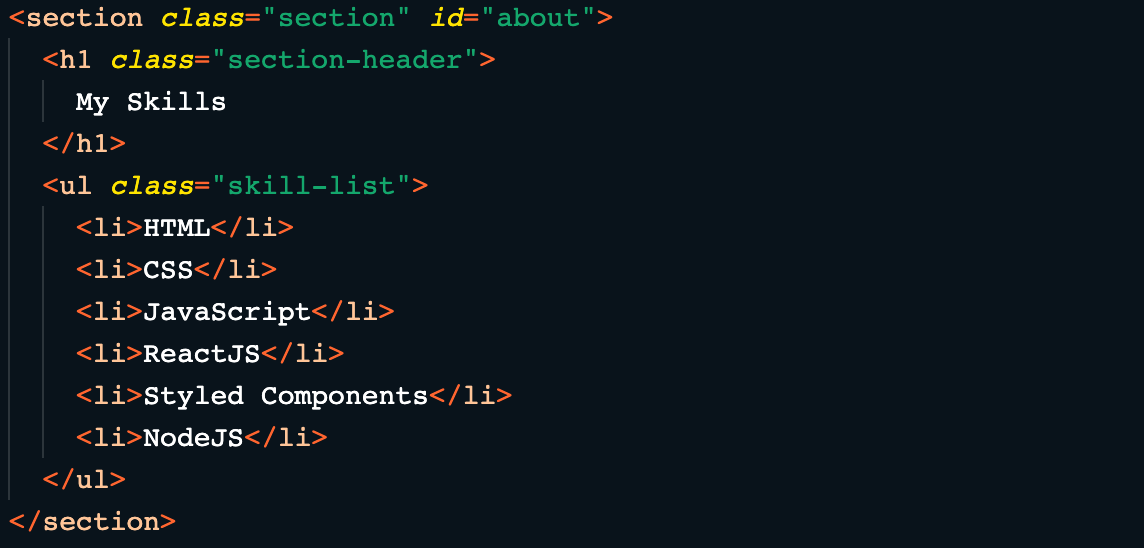 <section class="section" id="about">
<h1 class="section-header">
My Skills
</h1>
<ul class="skill-list">
<li>HTML</li>
<li>CSS</li>
<li>JavaScript</li>
<li>ReactJS</li>
<li>Styled Components</li>
<li>NodeJS</li>
</ul>
</section>